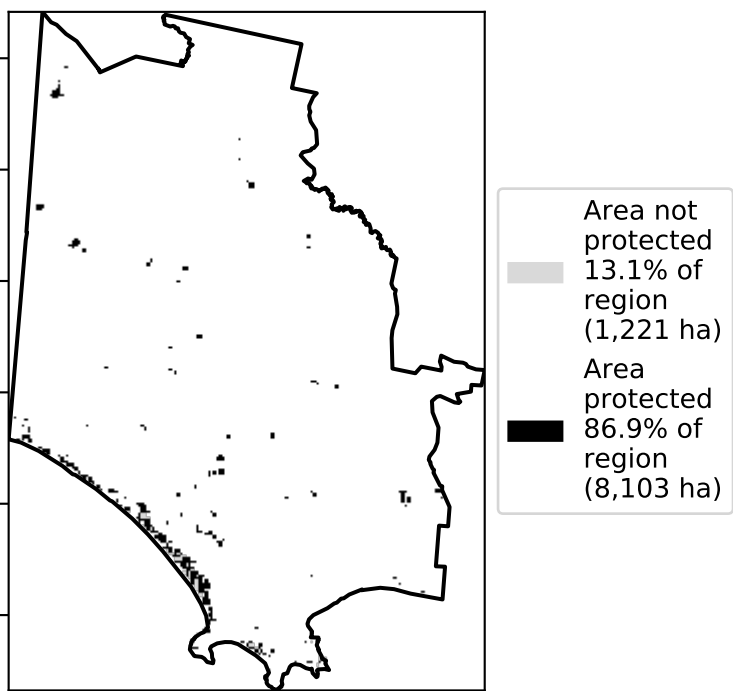 Area not
protected
13.1% of
region
(1,221 ha)
Area
protected
86.9% of
region
(8,103 ha)